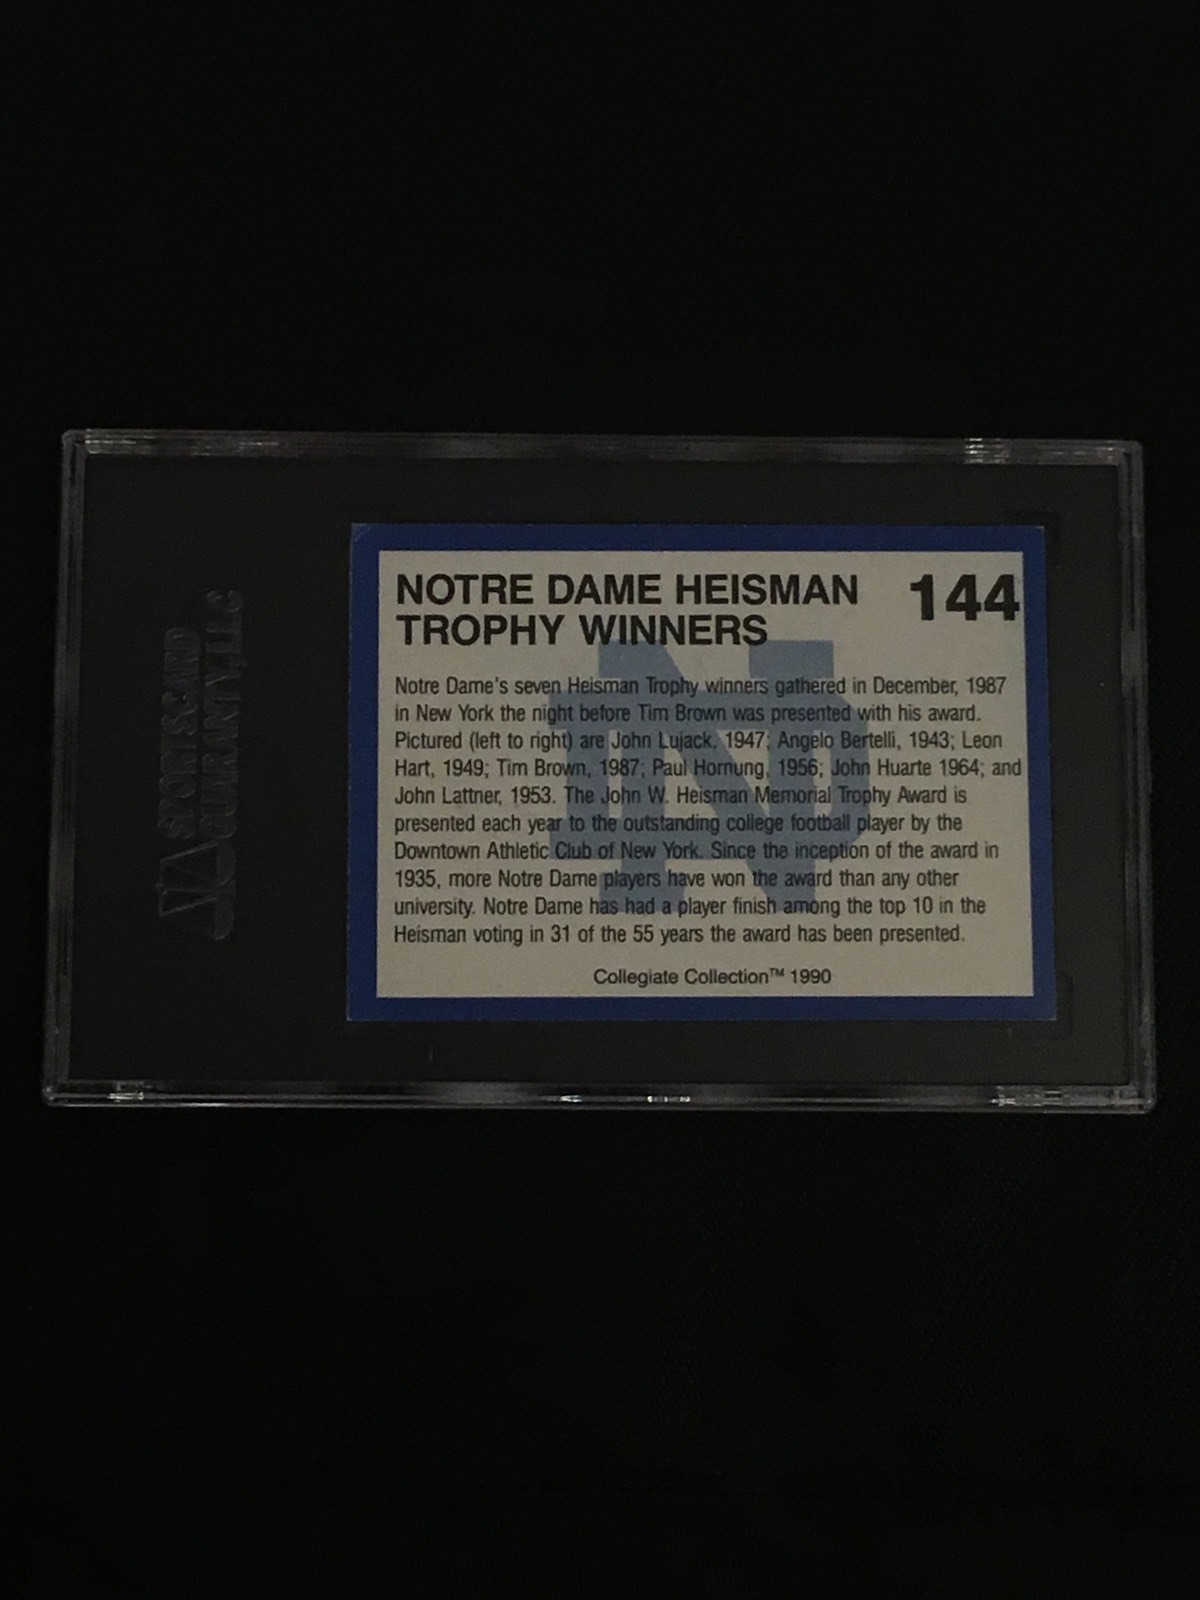 SPORTSCARD
GUARANTY, LLC
NOTRE DAME HEISMAN
TROPHY WINNERS
144
Notre Dame's seven Heisman Trophy winners gathered in December, 1987
in New York the night before Tim Brown was presented with his award.
Pictured (left to right) are John Lujack, 1947; Angelo Bertelli, 1943; Leon
Hart, 1949; Tim Brown, 1987; Paul Hornung, 1956; John Huarte 1964; and
John Lattner, 1953. The John W. Heisman Memorial Trophy Award is
presented each year to the outstanding college football player by the
Downtown Athletic Club of New York. Since the inception of the award in
1935, more Notre Dame players have won the award than any other
university. Notre Dame has had a player finish among the top 10 in the
Heisman voting in 31 of the 55 years the award has been presented.
Collegiate Collection™ 1990